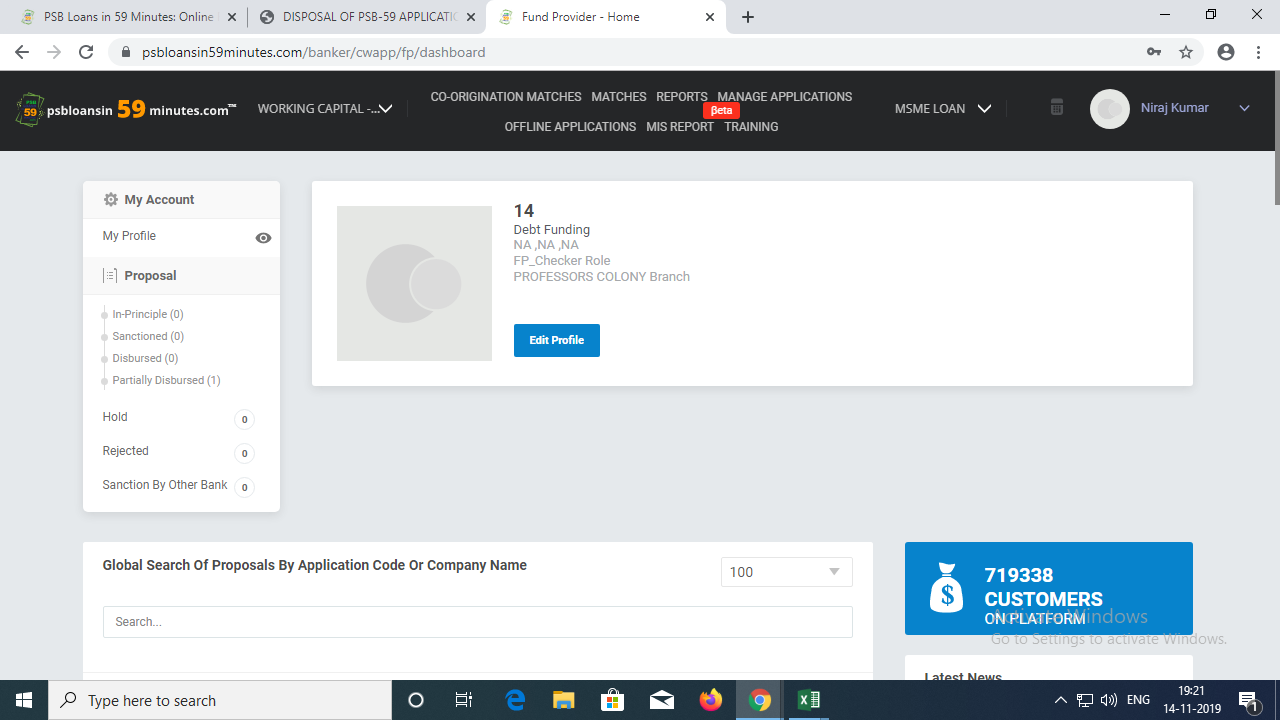 PSB Loans in 59 Minutes: Online
DISPOSAL OF PSB-59 APPLICATIC
Fund Provider - Home
psbloansin59minutes.com/banker/cwapp/fp/dashboard
psbloansin 59 minutes.com™
WORKING CAPITAL -...
CO-ORIGINATION MATCHES MATCHES REPORTS MANAGE APPLICATIONS
βeta
OFFLINE APPLICATIONS MIS REPORT TRAINING
MSME LOAN
Niraj Kumar
My Account
My Profile
Proposal
In-Principle (0)
Sanctioned (0)
Disbursed (0)
Partially Disbursed (1)
Hold 0
Rejected 0
Sanction By Other Bank 0
14
Debt Funding
NA ,NA ,NA
FP_Checker Role
PROFESSORS COLONY Branch
Edit Profile
Global Search Of Proposals By Application Code Or Company Name
100
Search...
719338
CUSTOMERS
ON PLATFORM
Activate Windows
Go to Settings to activate Windows.
Latest News
Type here to search
ENG
19:21
14-11-2019
1